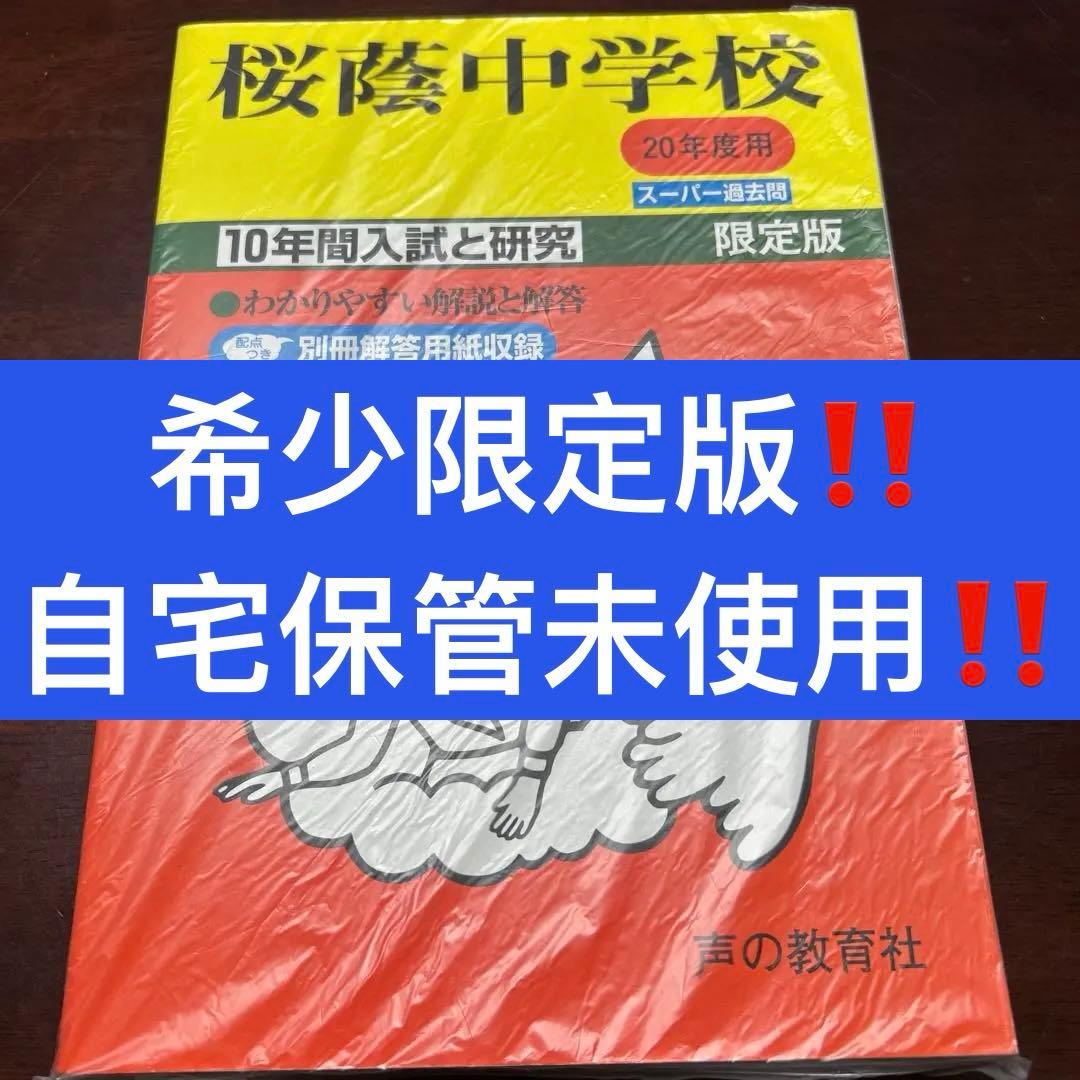 桜蔭中学校
20年度用
スーパー過去問
10年間入試と研究
限定版
●わかりやすい解説と解答
配点つき
別冊解答用紙収録
希少限定版‼
自宅保管未使用‼
声の教育社